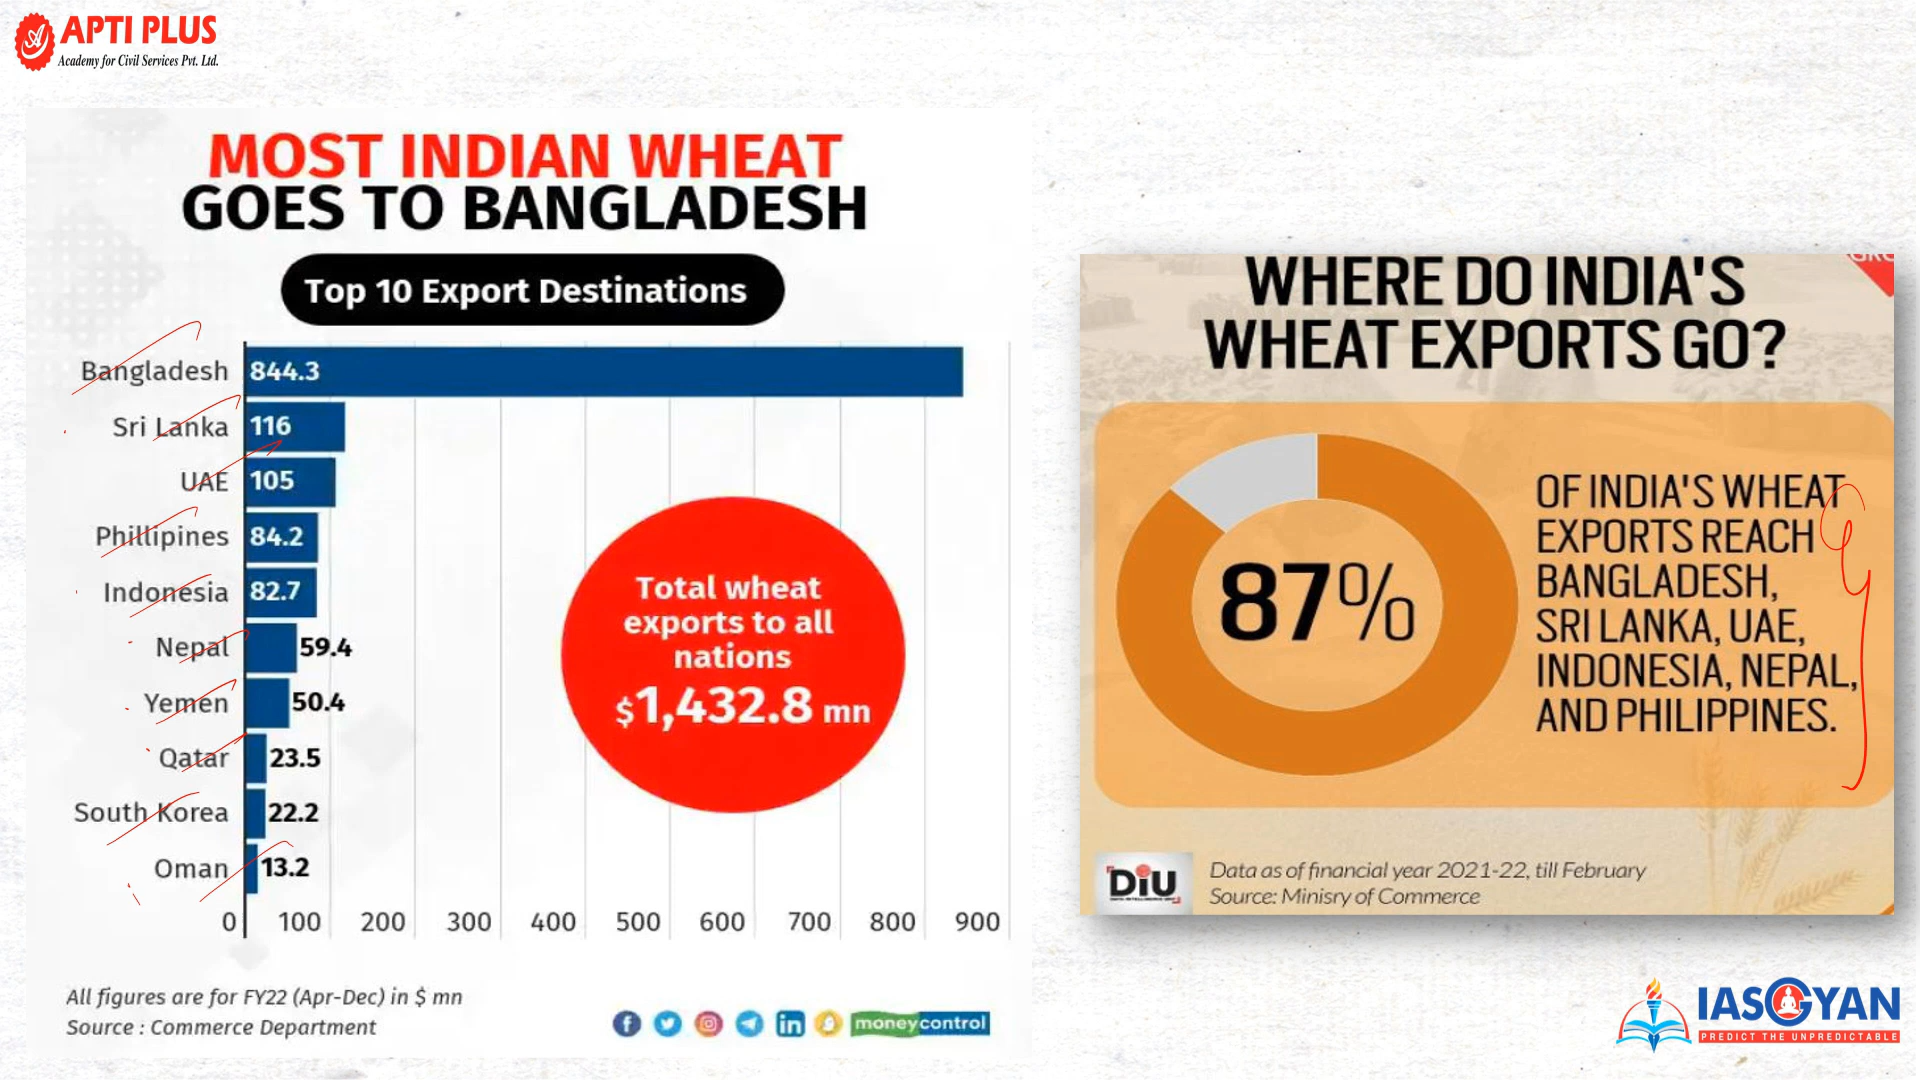 APTI PLUS
Academy for Civil Services Pvt. Ltd.
MOST INDIAN WHEAT
GOES TO BANGLADESH
Top 10 Export Destinations
Bangladesh 844.3
Sri Lanka 116
UAE 105
Phillipines 84.2
Indonesia 82.7
Nepal 59.4
Yemen 50.4
Qatar 23.5
South Korea 22.2
Oman 13.2
0 100 200 300 400 500 600 700 800 900
Total wheat
exports to all
nations
$1,432.8 mn
All figures are for FY22 (Apr-Dec) in $ mn
Source : Commerce Department
moneycontrol
WHERE DO INDIA'S
WHEAT EXPORTS GO?
87%
OF INDIA'S WHEAT
EXPORTS REACH
BANGLADESH,
SRI LANKA, UAE,
INDONESIA, NEPAL,
AND PHILIPPINES.
DiU
Data as of financial year 2021-22, till February
Source: Minisry of Commerce
IASGYAN
PREDICT THE UNPREDICTABLE